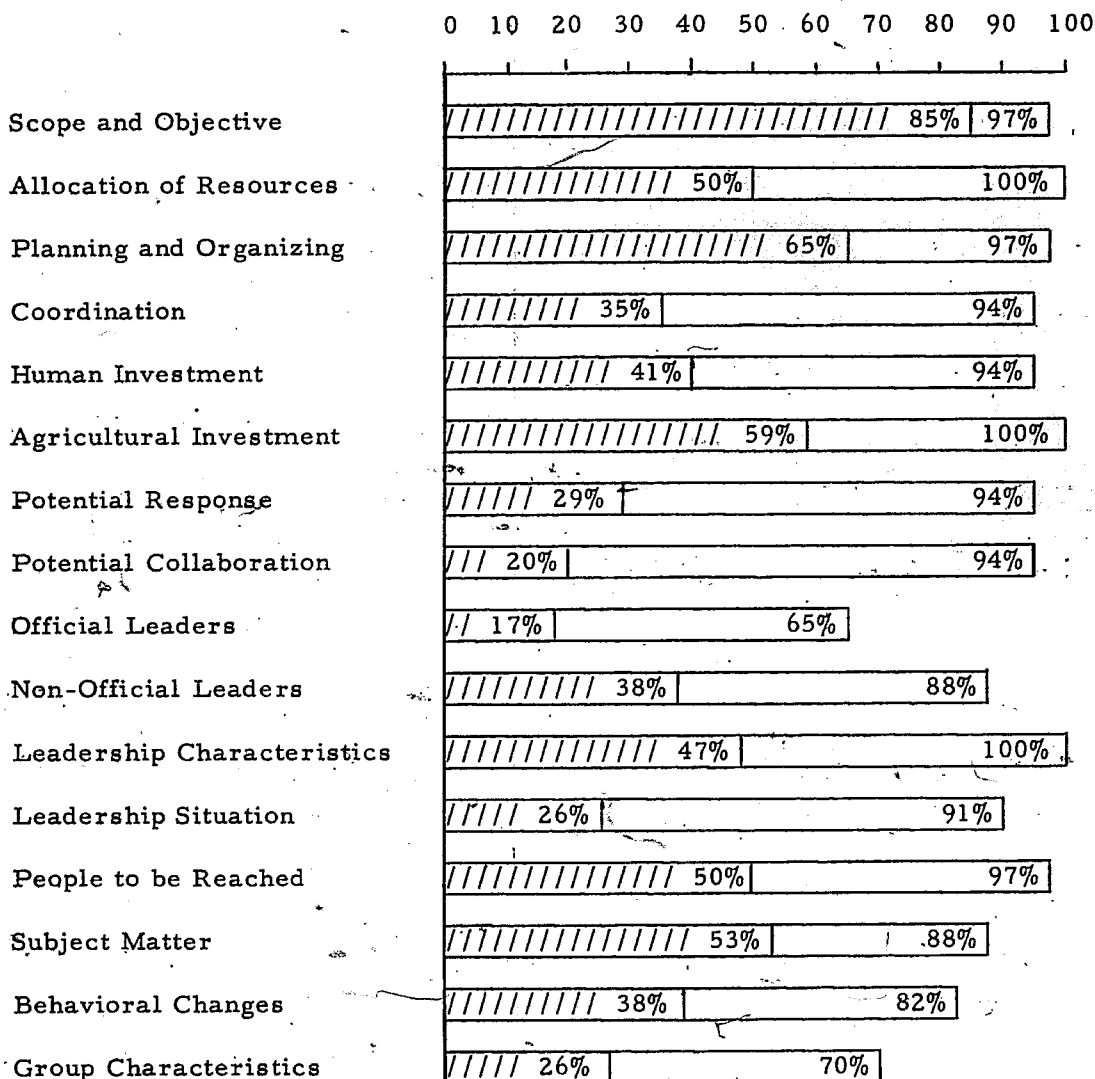 0 10 20 30 40 50 60 70 80 90 100
Scope and Objective 85% 97%
Allocation of Resources 50% 100%
Planning and Organizing 65% 97%
Coordination 35% 94%
Human Investment 41% 94%
Agricultural Investment 59% 100%
Potential Response 29% 94%
Potential Collaboration 20% 94%
Official Leaders 17% 65%
Non-Official Leaders 38% 88%
Leadership Characteristics 47% 100%
Leadership Situation 26% 91%
People to be Reached 50% 97%
Subject Matter 53% 88%
Behavioral Changes 38% 82%
Group Characteristics 26% 70%